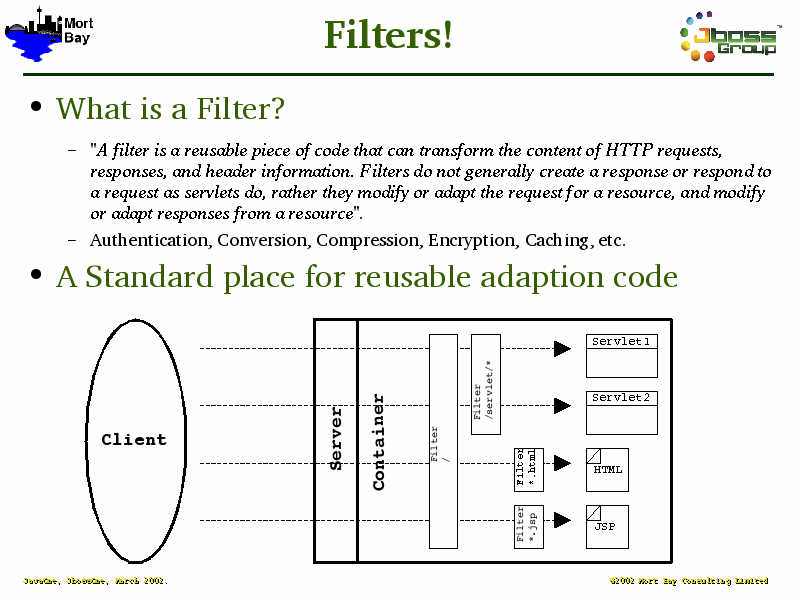 Mort
Bay
Filters!
Jboss
Group
™
• What is a Filter?
– "A filter is a reusable piece of code that can transform the content of HTTP requests,
responses, and header information. Filters do not generally create a response or respond to
a request as servlets do, rather they modify or adapt the request for a resource, and modify
or adapt responses from a resource".
– Authentication, Conversion, Compression, Encryption, Caching, etc.
• A Standard place for reusable adaption code
Client
Server
Container
Filter
/
Filter
/servlet/*
Servlet1
Servlet2
Filter
*.html
HTML
Filter
*.jsp
JSP
JavaOne, JbossOne, March 2002.
©2002 Mort Bay Consulting Limited